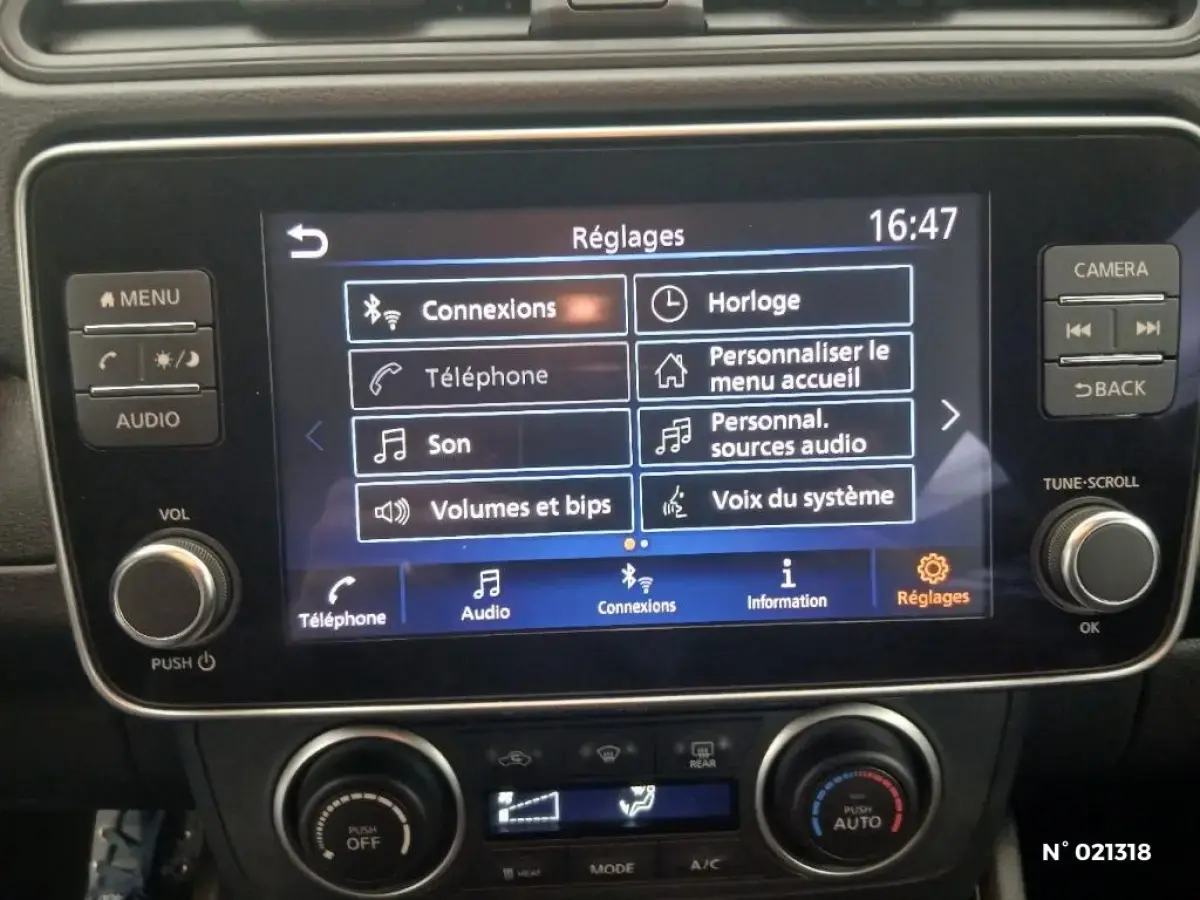 Réglages
16:47
MENU
AUDIO
VOL
PUSH
Connexions
Horloge
Téléphone
Personnaliser le
menu accueil
Son
Personnal.
sources audio
Volumes et bips
Voix du système
Téléphone
Audio
Connexions
Information
Réglages
CAMERA
BACK
TUNE·SCROLL
OK
REAR
PUSH
OFF
PUSH
AUTO
HEAT
MODE
A/C
N° 021318